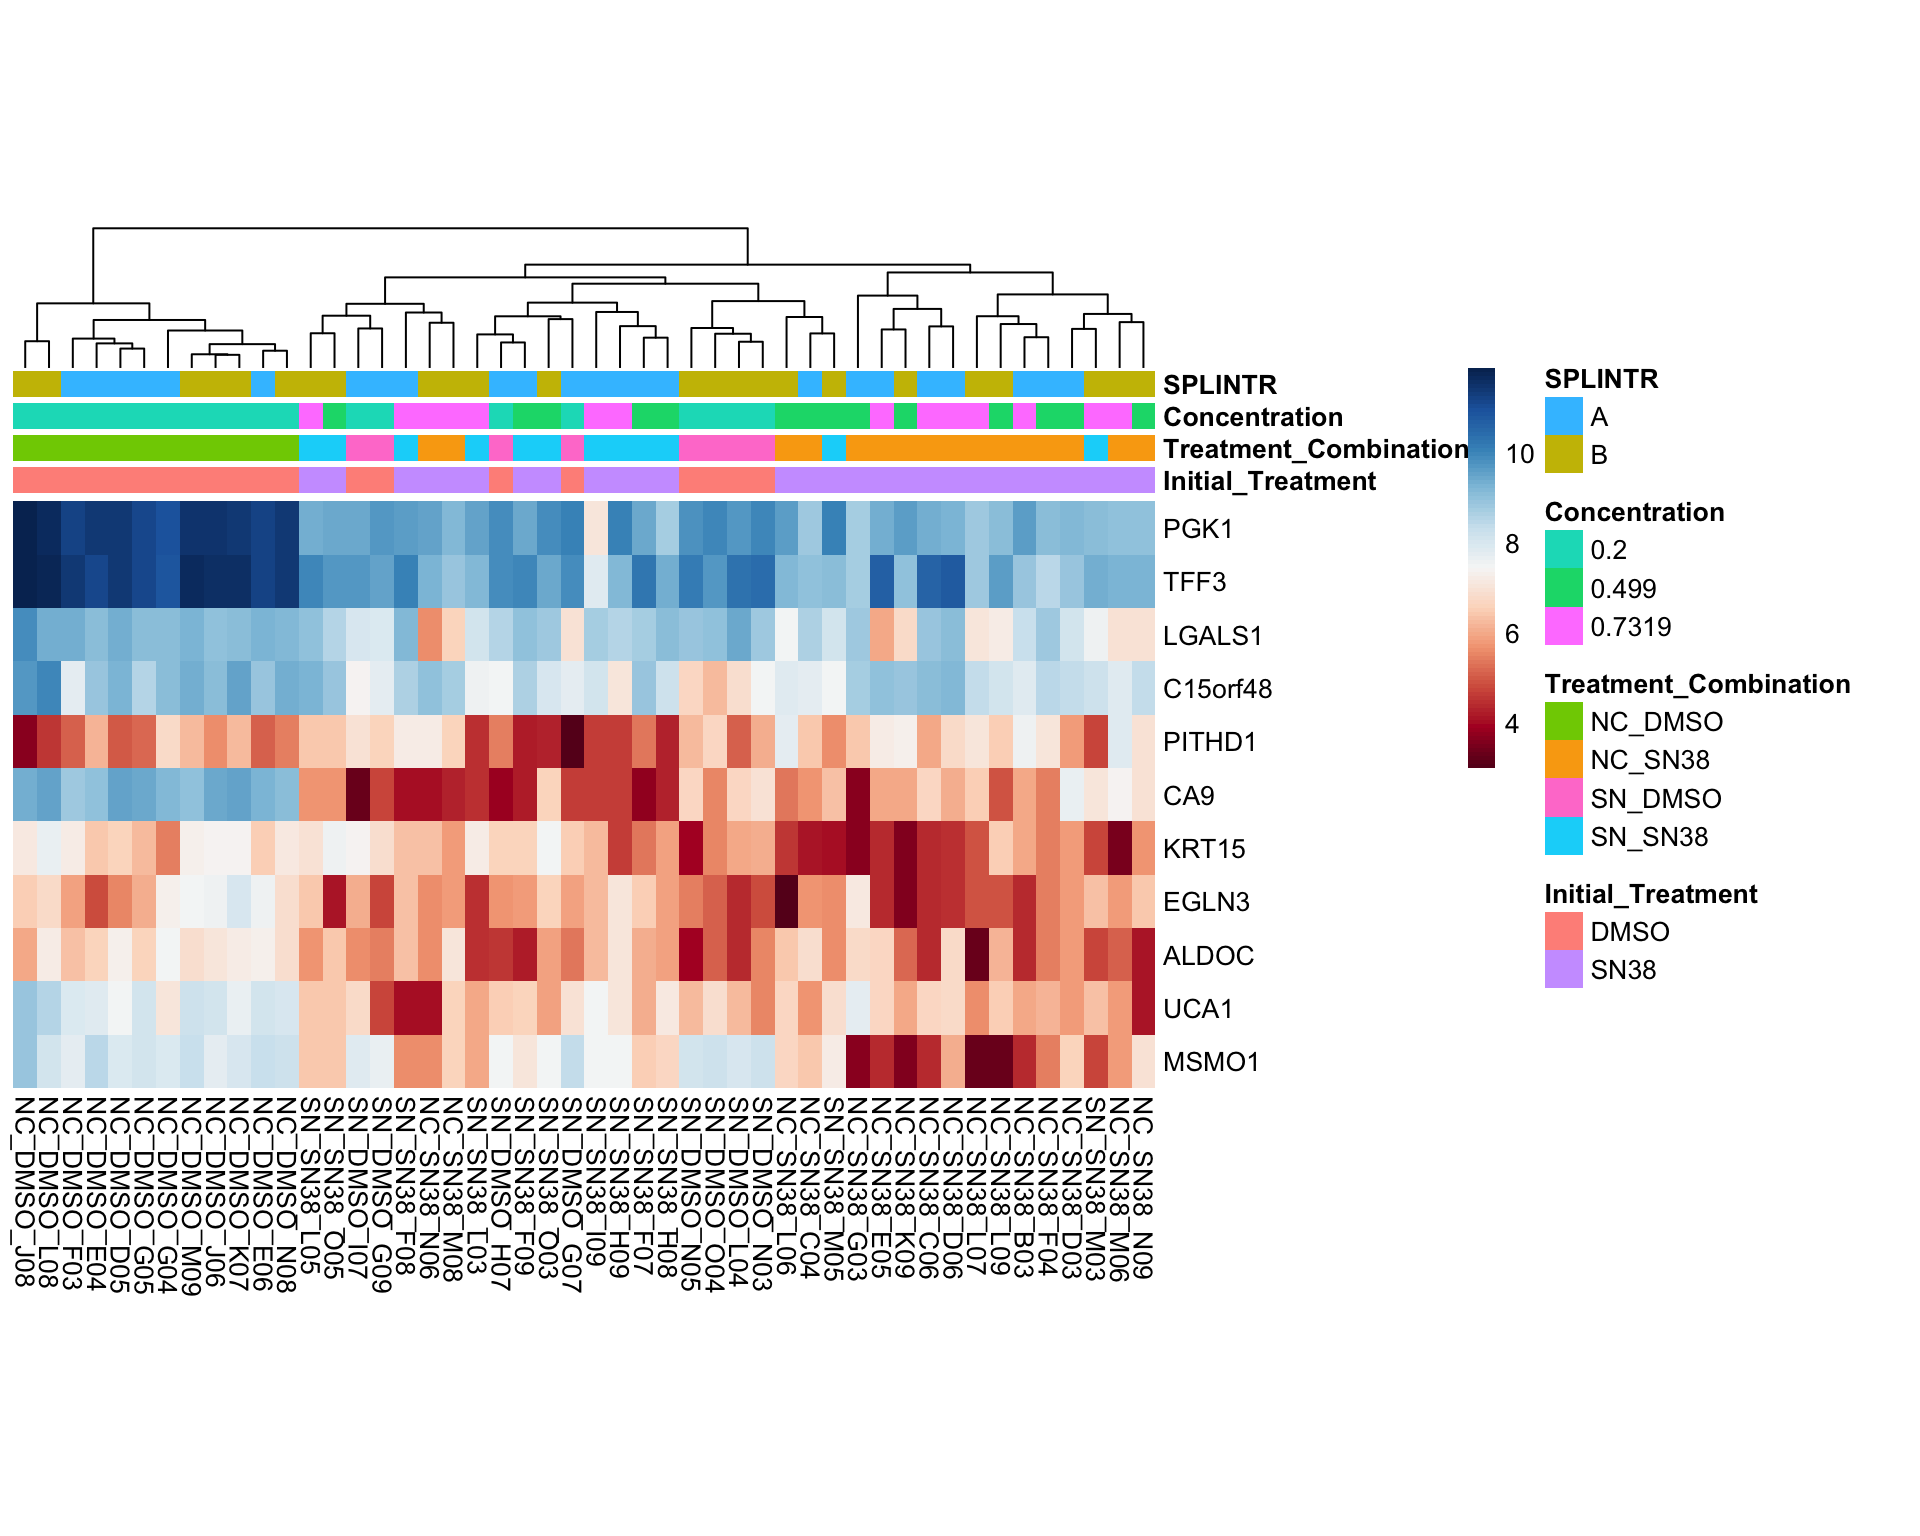 SPLINTR
Concentration
Treatment_Combination
Initial_Treatment
PGK1
TFF3
LGALS1
C15orf48
PITHD1
CA9
KRT15
EGLN3
ALDOC
UCA1
MSMO1
NC_DMSO_J08
NC_DMSO_L08
NC_DMSO_F03
NC_DMSO_E04
NC_DMSO_D05
NC_DMSO_G05
NC_DMSO_G04
NC_DMSO_M09
NC_DMSO_J06
NC_DMSO_K07
NC_DMSO_E06
NC_DMSO_N08
SN_SN38_L05
SN_SN38_O05
SN_DMSO_I07
SN_DMSO_G09
SN_SN38_F08
NC_SN38_N06
NC_SN38_M08
SN_SN38_L03
SN_DMSO_H07
SN_SN38_F09
SN_SN38_O03
SN_DMSO_G07
SN_SN38_I09
SN_SN38_H09
SN_SN38_F07
SN_SN38_H08
SN_DMSO_N05
SN_DMSO_O04
SN_DMSO_L04
SN_DMSO_N03
NC_SN38_L06
NC_SN38_C04
SN_SN38_M05
NC_SN38_G03
NC_SN38_E05
NC_SN38_K09
NC_SN38_C06
NC_SN38_D06
NC_SN38_L07
NC_SN38_L09
NC_SN38_B03
NC_SN38_F04
NC_SN38_D03
SN_SN38_M03
NC_SN38_M06
NC_SN38_N09
10
8
6
4
SPLINTR
A
B
Concentration
0.2
0.499
0.7319
Treatment_Combination
NC_DMSO
NC_SN38
SN_DMSO
SN_SN38
Initial_Treatment
DMSO
SN38